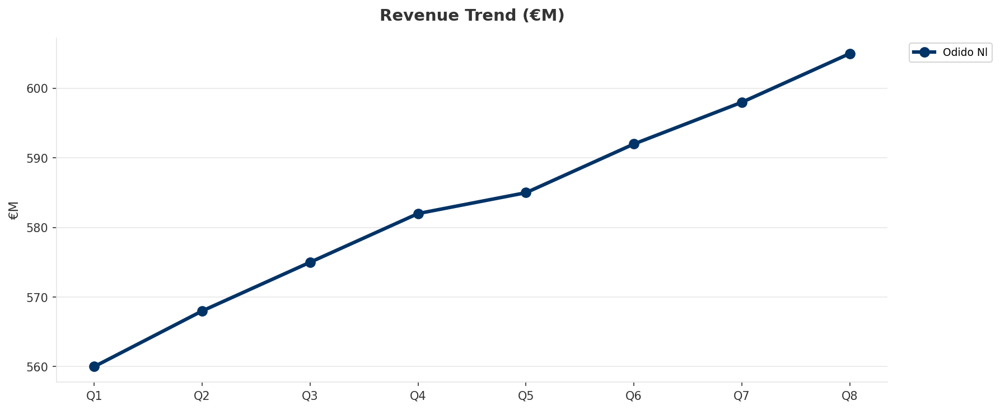 Revenue Trend (€M)
Odido Nl
€M
600
590
580
570
560
Q1 Q2 Q3 Q4 Q5 Q6 Q7 Q8